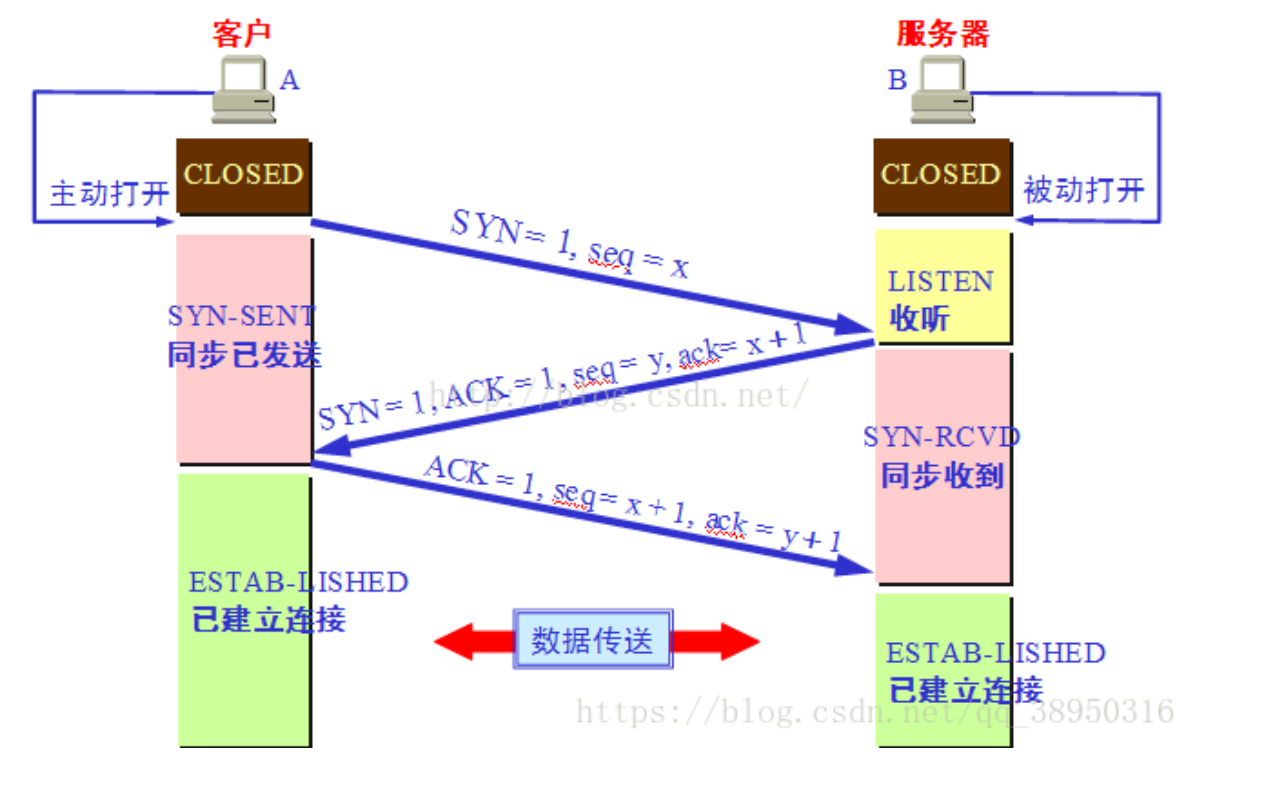 客户
服务器
A
B
CLOSED
CLOSED
主动打开
被动打开
SYN = 1, seq = x
LISTEN
收听
SYN-SENT
同步已发送
SYN = 1, ACK = 1, seq = y, ack= x + 1
http://blog.csdn.net/
SYN-RCVD
同步收到
ACK = 1, seq = x + 1, ack = y + 1
ESTAB-LISHED
已建立连接
数据传送
ESTAB-LISHED
已建立连接
https://blog.csdn.net/qq_38950316